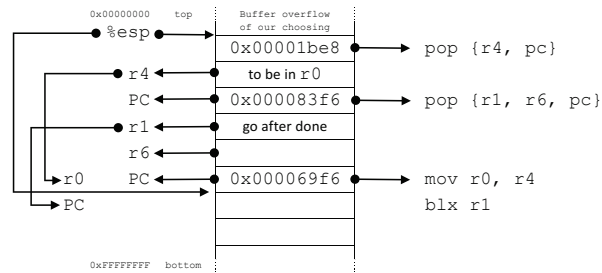 0x00000000 top Buffer overflow
of our choosing
%esp
0x00001be8 pop {r4, pc}
r4 to be in r0
PC 0x000083f6 pop {r1, r6, pc}
r1 go after done
r6
r0 PC 0x000069f6 mov r0, r4
PC blx r1
0xFFFFFFFF bottom